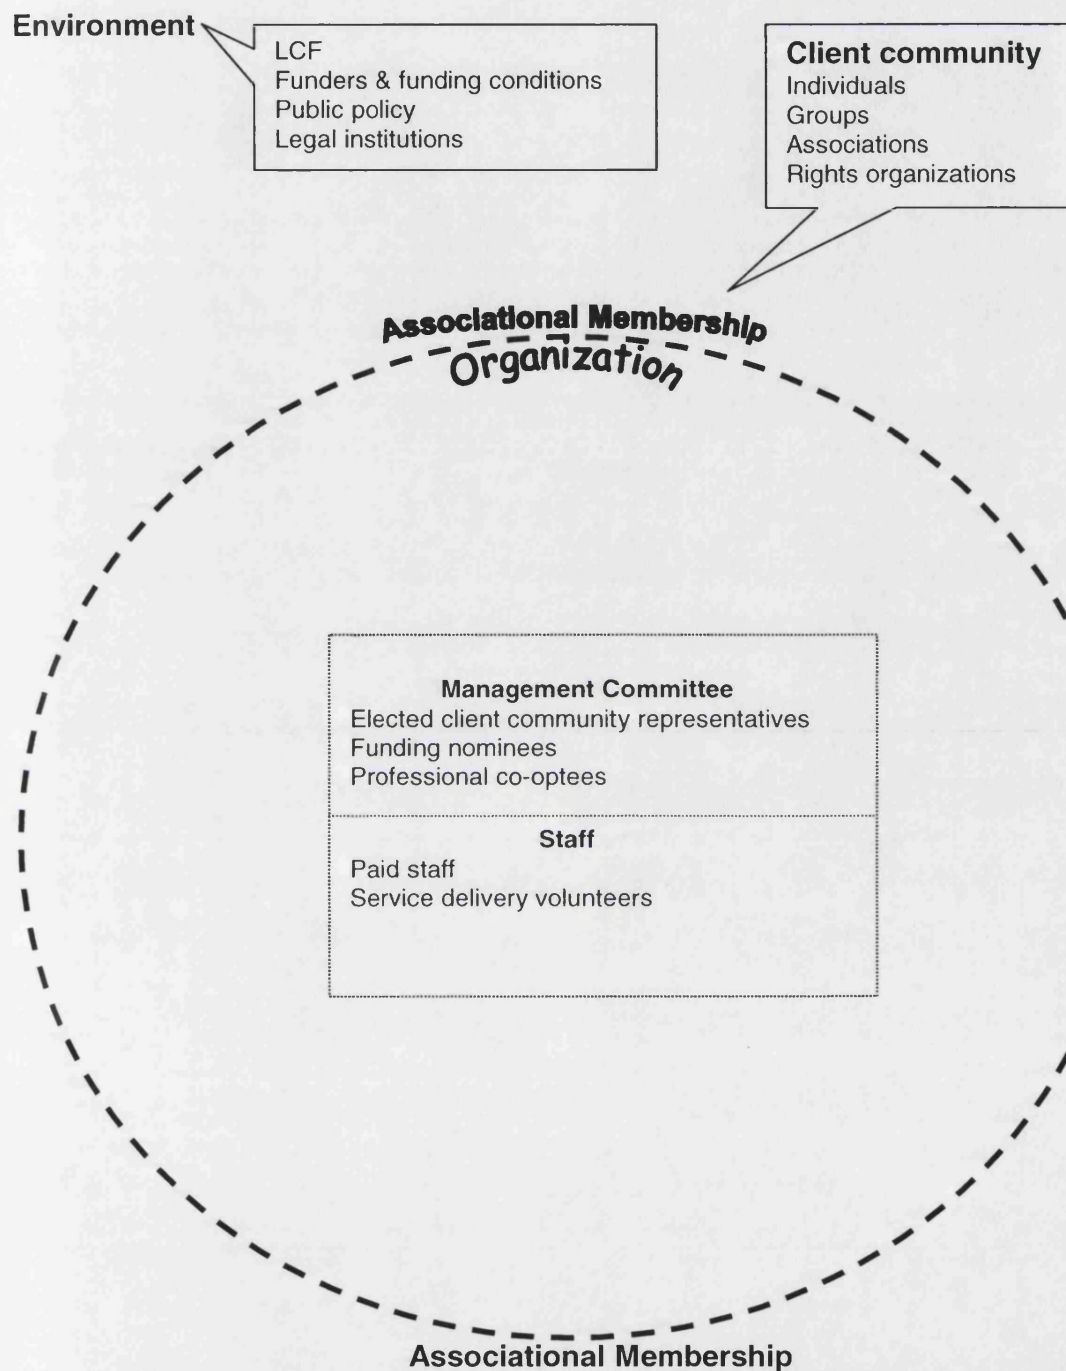 Environment
LCF
Funders & funding conditions
Public policy
Legal institutions
Client community
Individuals
Groups
Associations
Rights organizations
Associational Membership
Organization
Management Committee
Elected client community representatives
Funding nominees
Professional co-optees
Staff
Paid staff
Service delivery volunteers
Associational Membership